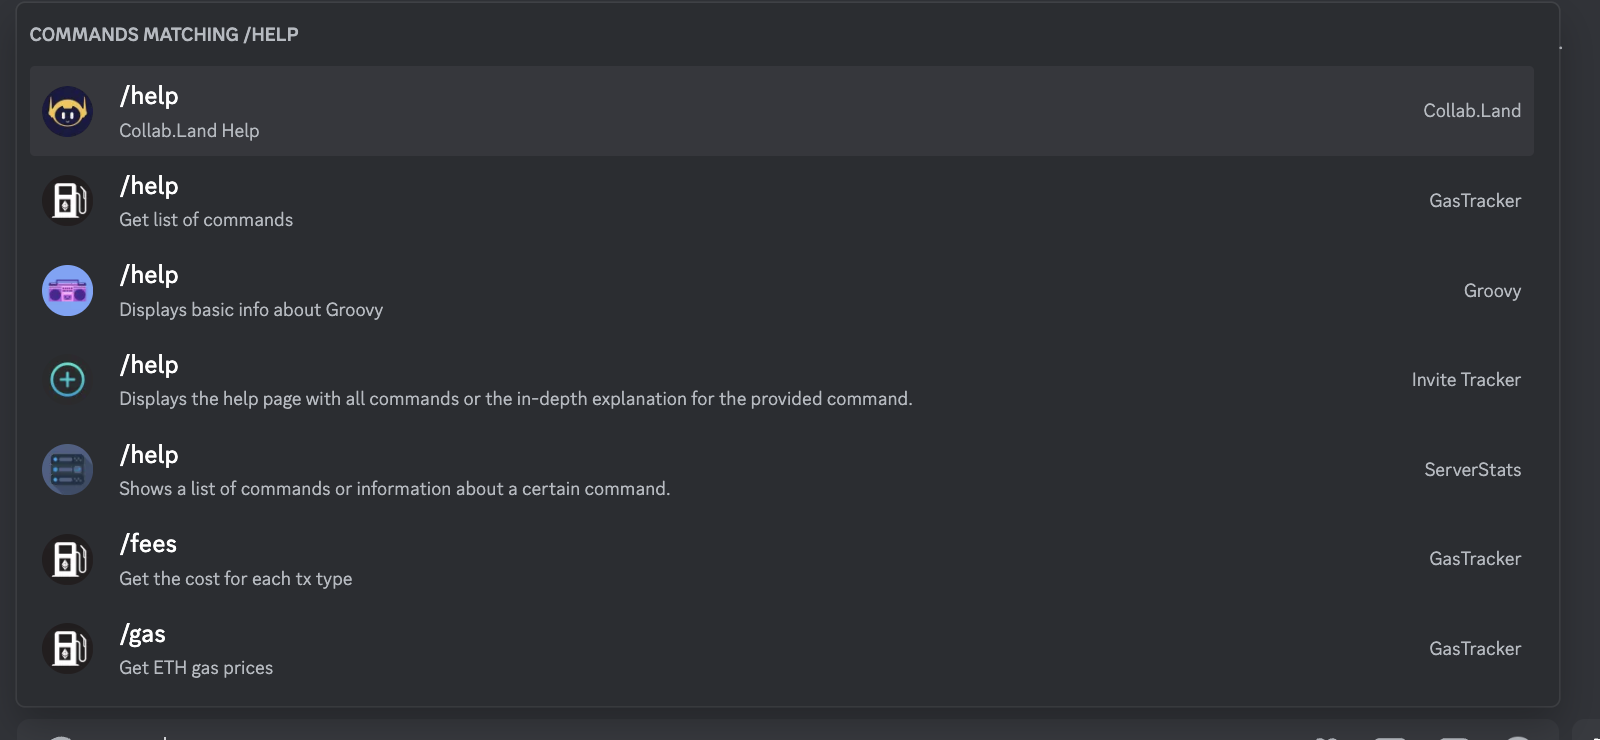 COMMANDS MATCHING /HELP
/help
Collab.Land Help
Collab.Land
/help
Get list of commands
GasTracker
/help
Displays basic info about Groovy
Groovy
/help
Displays the help page with all commands or the in-depth explanation for the provided command.
Invite Tracker
/help
Shows a list of commands or information about a certain command.
ServerStats
/fees
Get the cost for each tx type
GasTracker
/gas
Get ETH gas prices
GasTracker